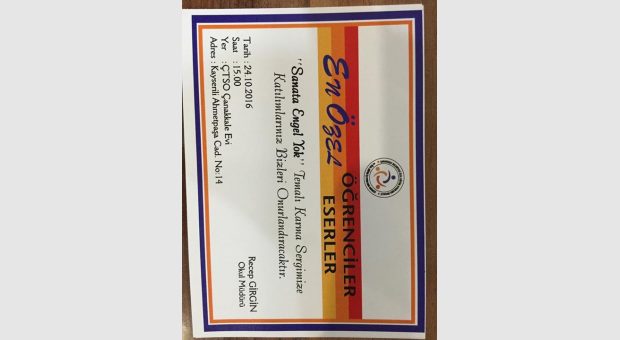 En Özel
ÖĞRENCİLER
ESERLER
"Sanata Engel Yok" Temalı Karma Sergimize
Katılımlarınız Bizleri Onurlandıracaktır.
Recep GİRGİN
Okul Müdürü
Tarih : 24.10.2016
Saat : 15.00
Yer : ÇTSO Çanakkale Evi
Adres : Kayserili Ahmetpaşa Cad. No:14